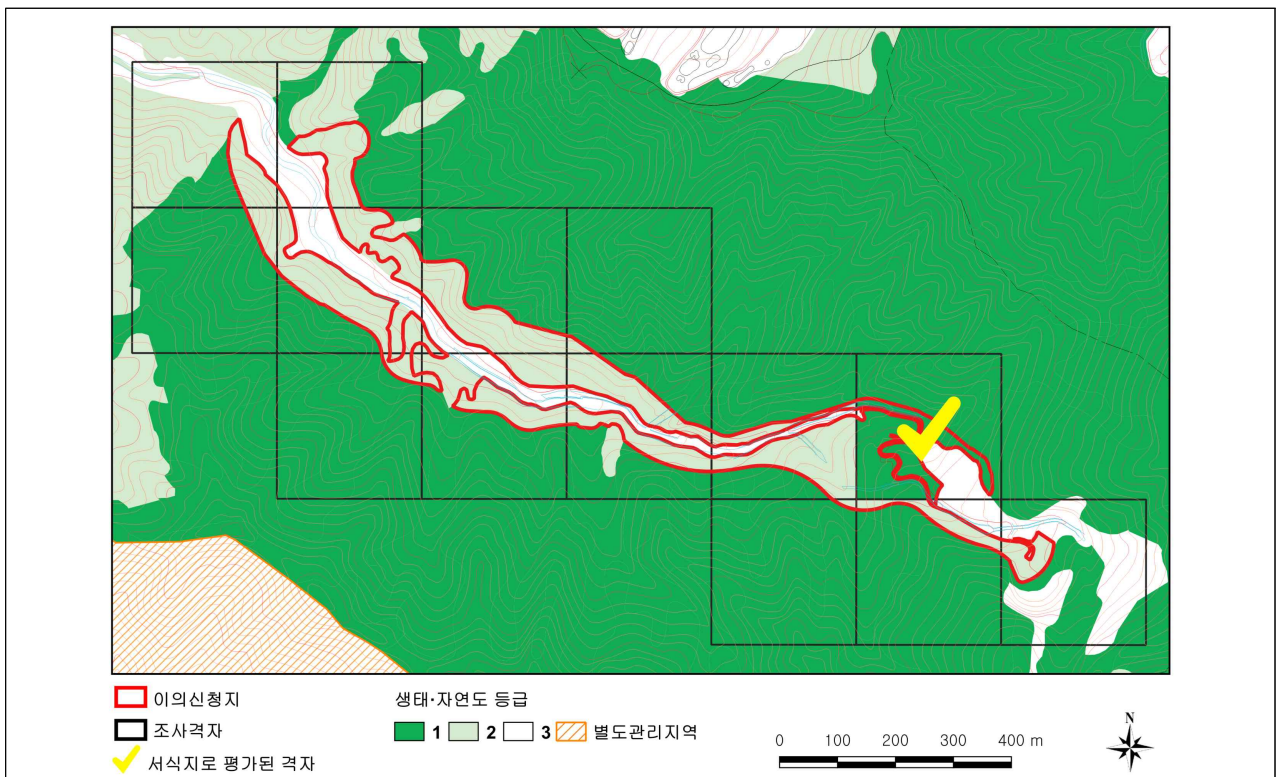 이의신청지
조사격자
서식지로 평가된 격자
생태·자연도 등급
1 2 3 별도관리지역
0 100 200 300 400 m
N